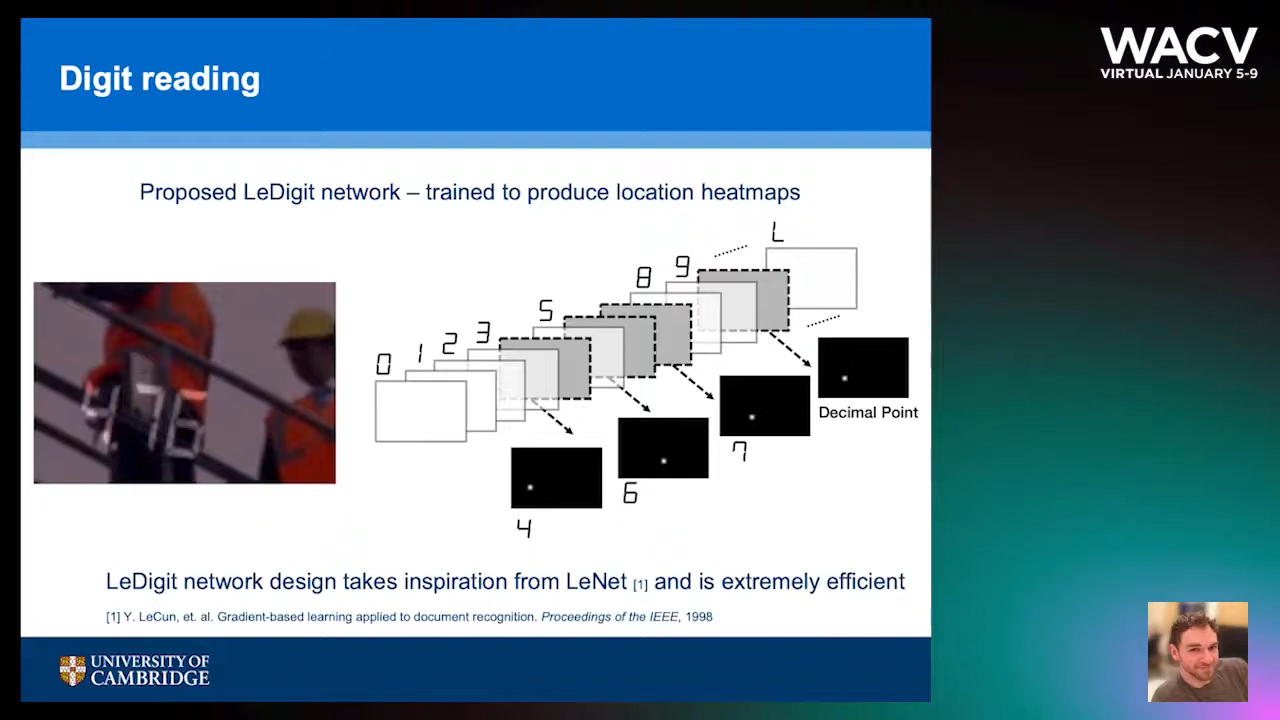 Digit reading
WACV
VIRTUAL JANUARY 5-9
Proposed LeDigit network – trained to produce location heatmaps
L
9
8
5
3
2
1
0
476
Decimal Point
7
6
4
LeDigit network design takes inspiration from LeNet [1] and is extremely efficient
[1] Y. LeCun, et. al. Gradient-based learning applied to document recognition. Proceedings of the IEEE, 1998
UNIVERSITY OF
CAMBRIDGE